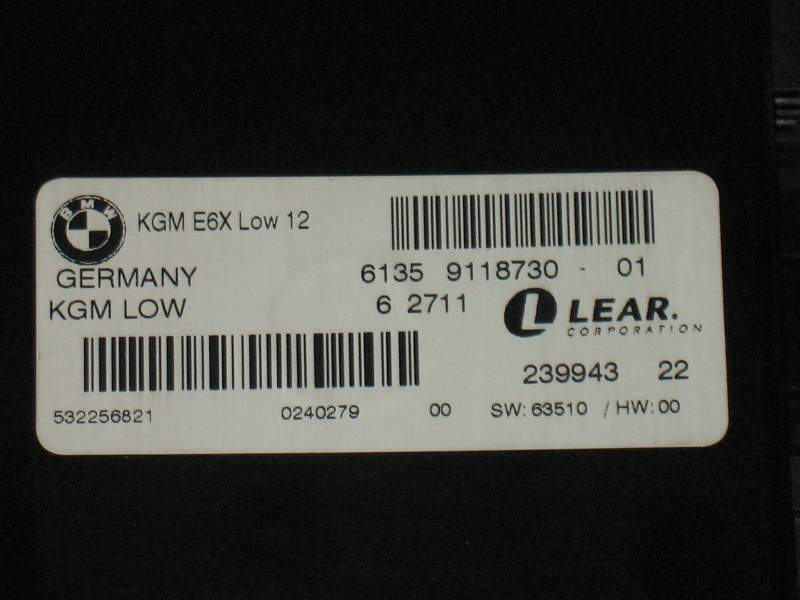 BMW KGM E6X Low 12
GERMANY 6135 9118730 - 01
KGM LOW 6 2711 L LEAR.
CORPORATION
239943 22
532256821 0240279 00 SW: 63510 / HW: 00